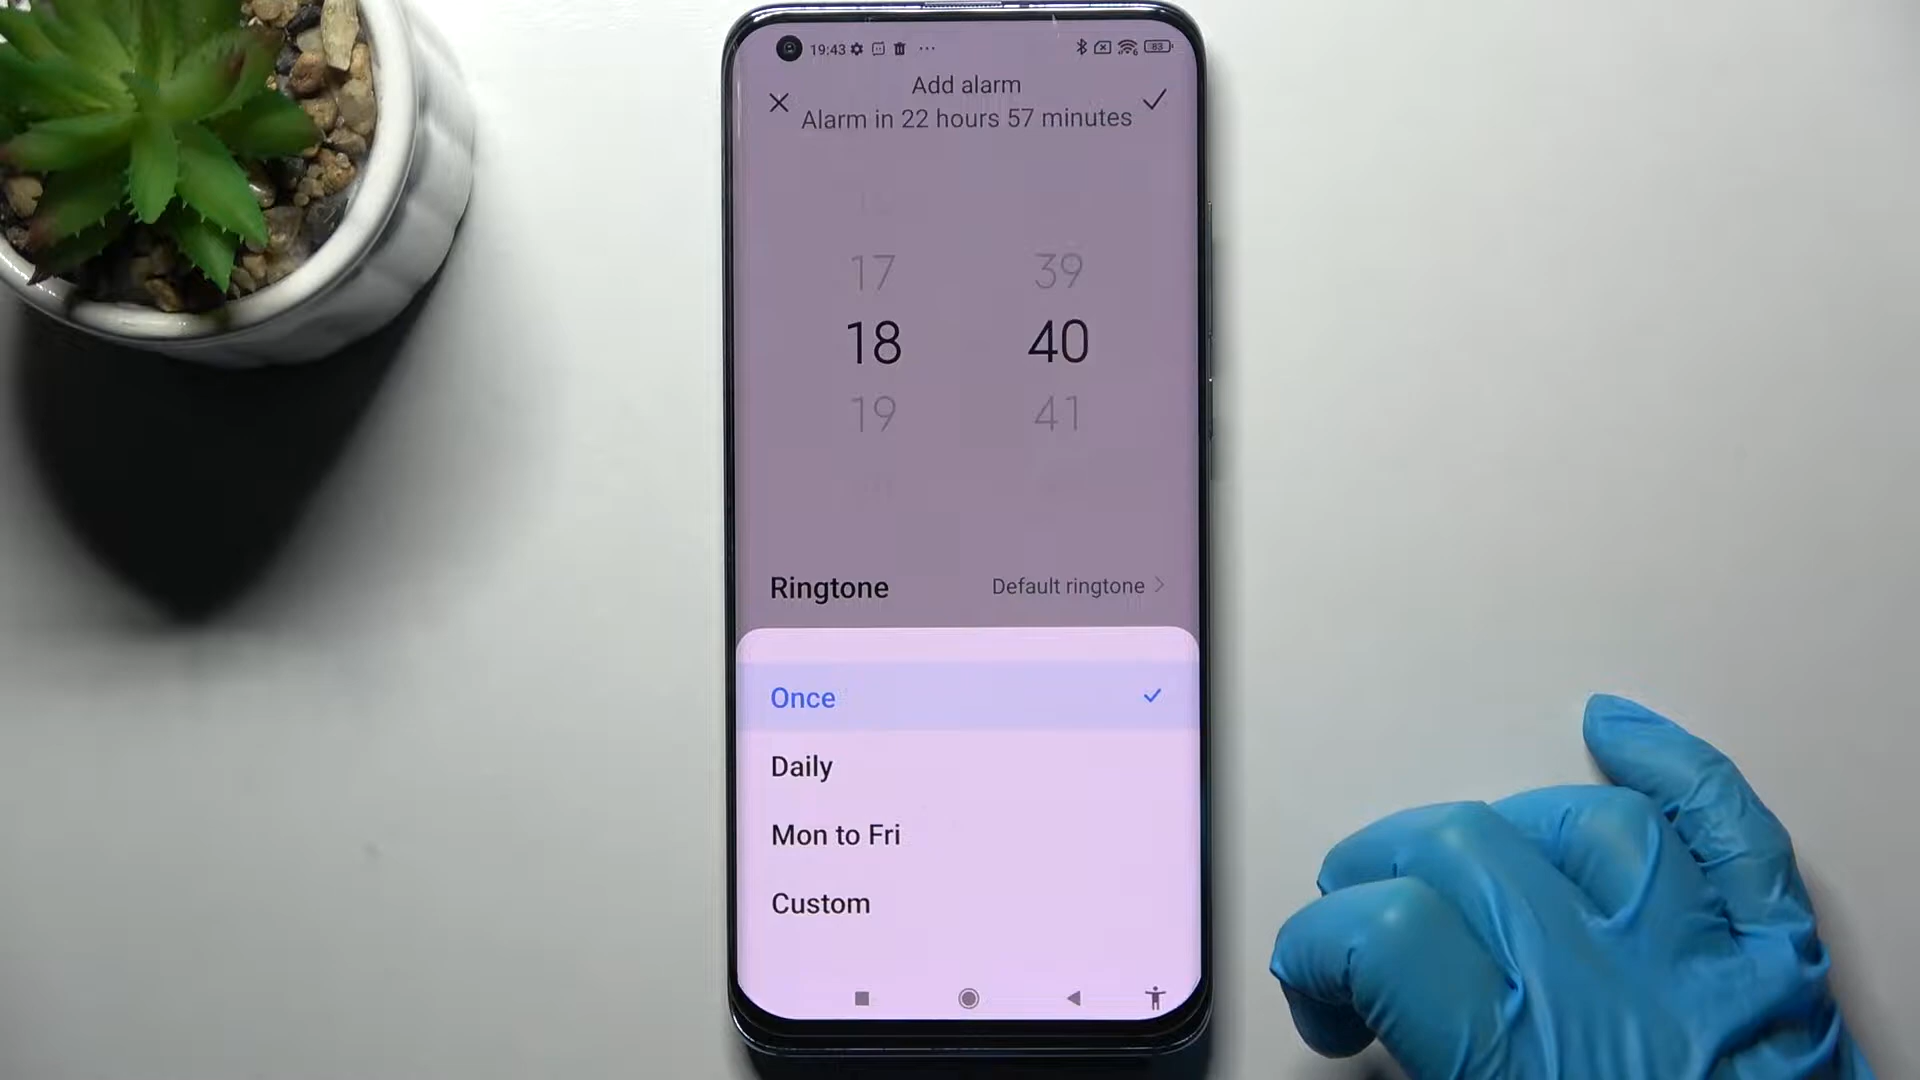 19:43 ... 83
Add alarm
Alarm in 22 hours 57 minutes
17 39
18 40
19 41
Ringtone Default ringtone
Once
Daily
Mon to Fri
Custom